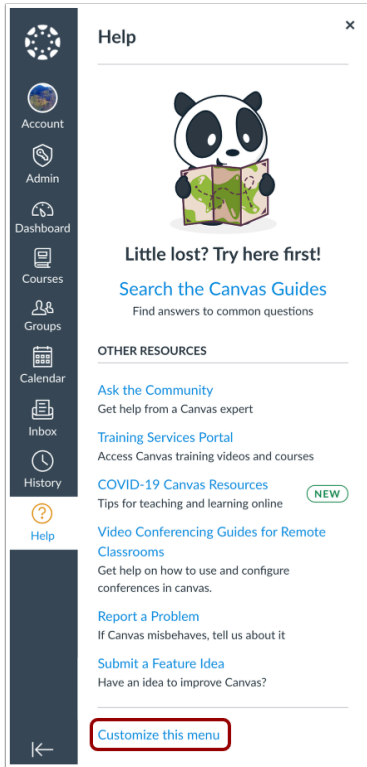 Help
Account
Admin
Dashboard
Courses
Groups
Calendar
Inbox
History
Help
Little lost? Try here first!
Search the Canvas Guides
Find answers to common questions
OTHER RESOURCES
Ask the Community
Get help from a Canvas expert
Training Services Portal
Access Canvas training videos and courses
COVID-19 Canvas Resources
NEW
Tips for teaching and learning online
Video Conferencing Guides for Remote
Classrooms
Get help on how to use and configure
conferences in canvas.
Report a Problem
If Canvas misbehaves, tell us about it
Submit a Feature Idea
Have an idea to improve Canvas?
Customize this menu